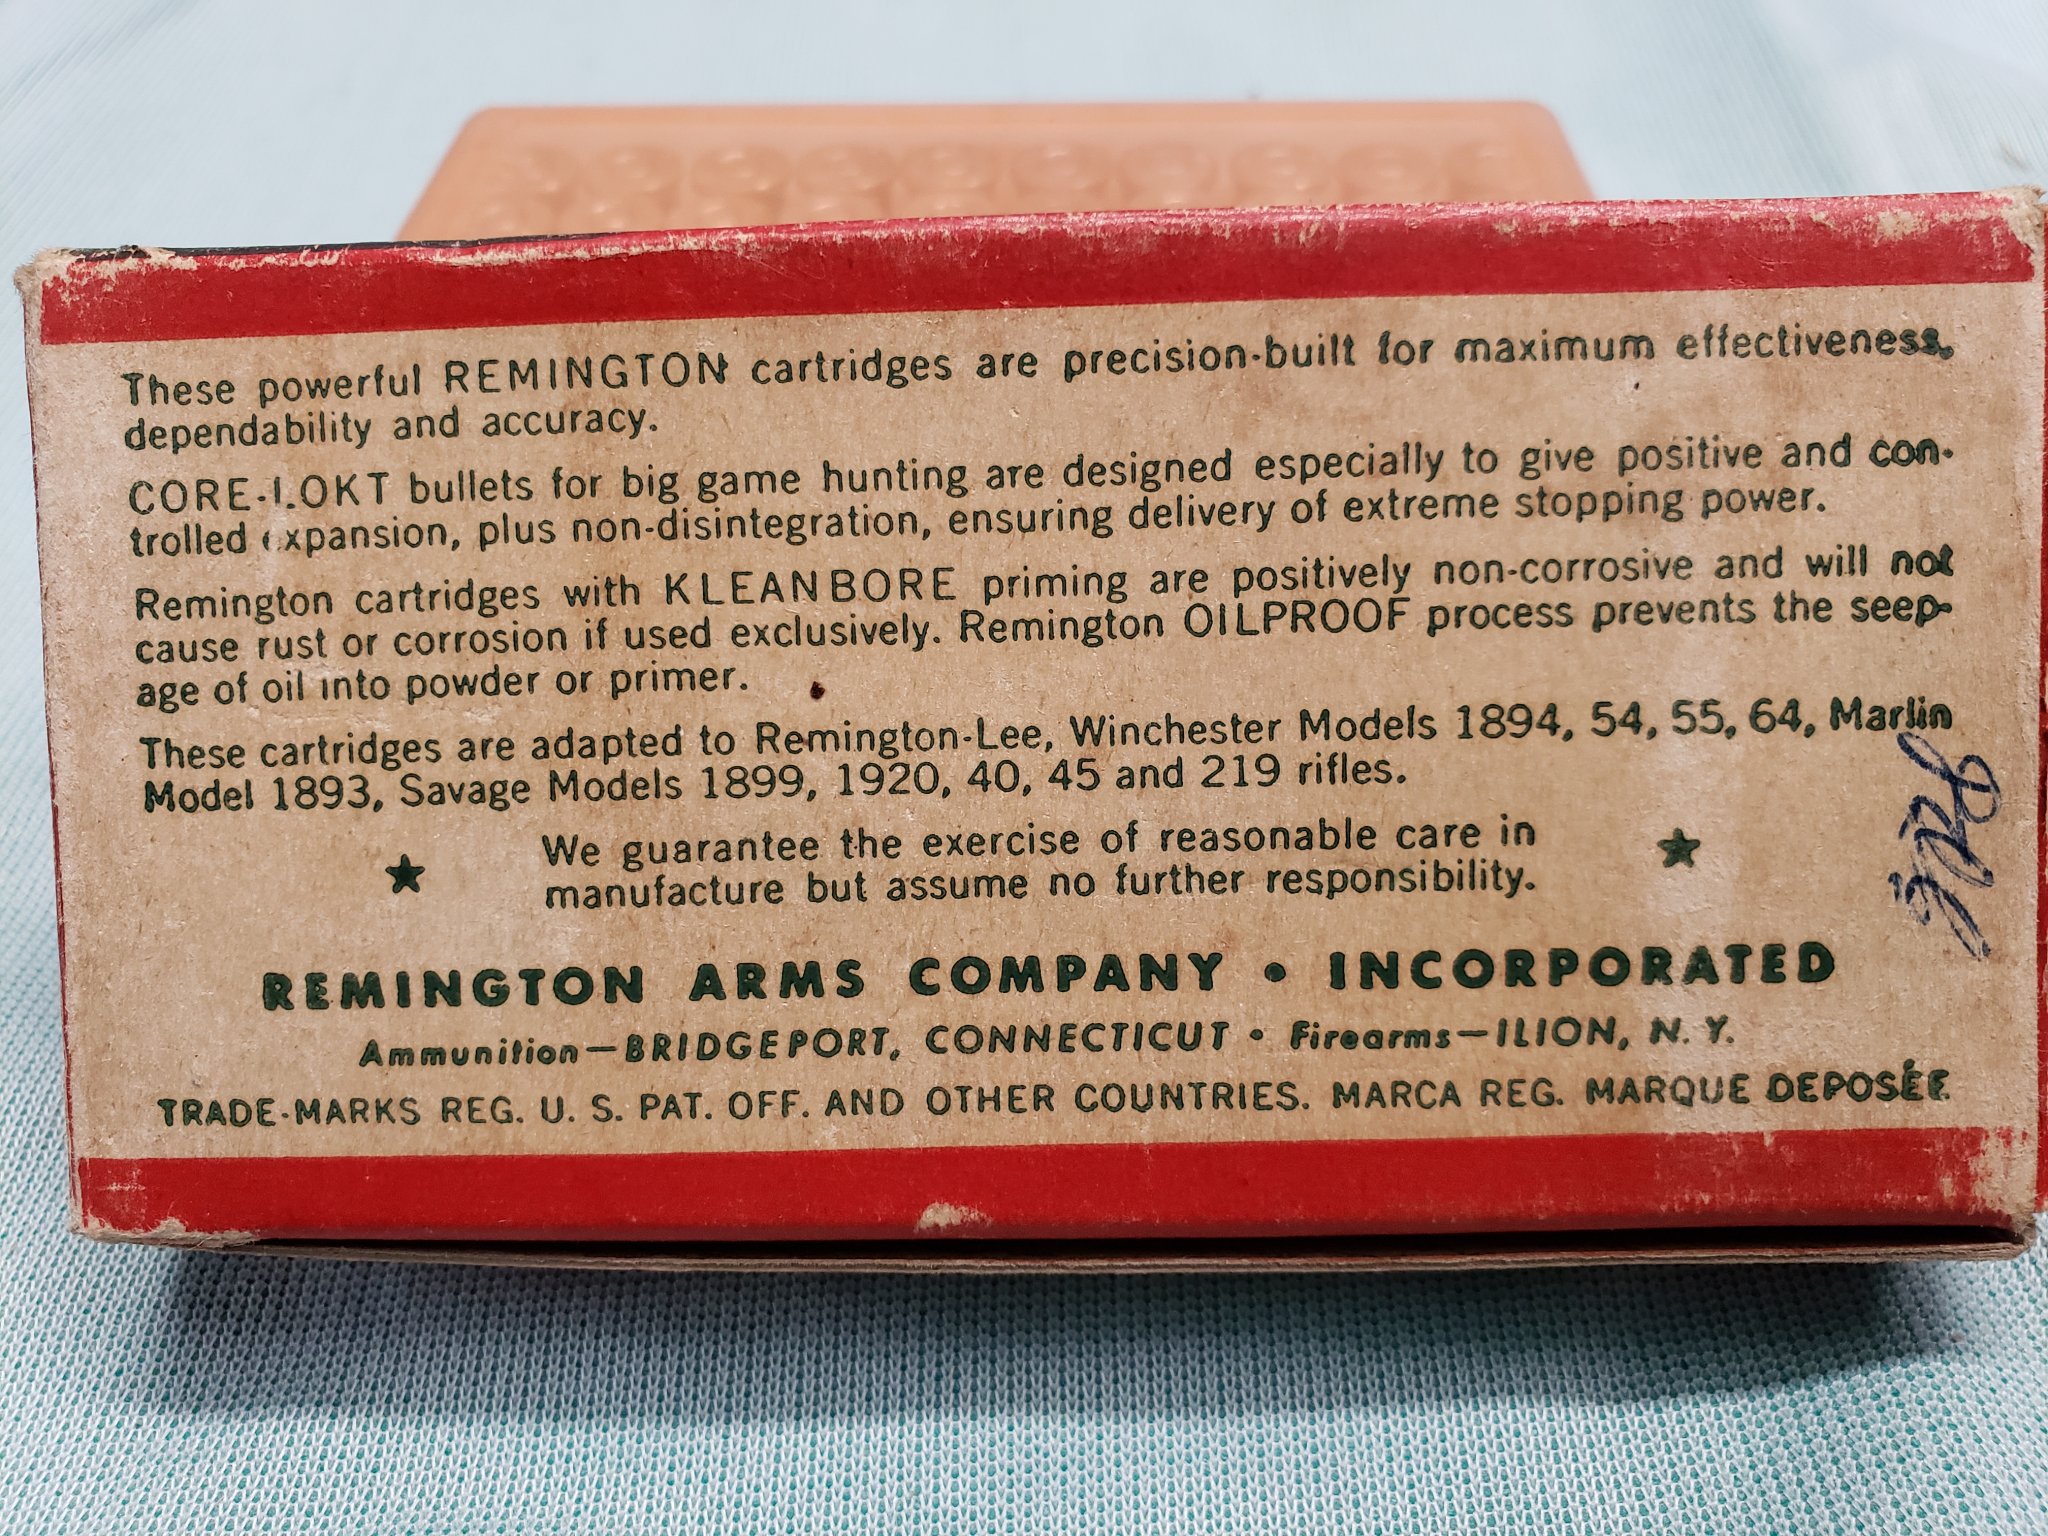 These powerful REMINGTON cartridges are precision-built for maximum effectiveness,
dependability and accuracy.
CORE-LOKT bullets for big game hunting are designed especially to give positive and con-
trolled expansion, plus non-disintegration, ensuring delivery of extreme stopping power.
Remington cartridges with KLEANBORE priming are positively non-corrosive and will not
cause rust or corrosion if used exclusively. Remington OILPROOF process prevents the seep-
age of oil into powder or primer.
These cartridges are adapted to Remington-Lee, Winchester Models 1894, 54, 55, 64, Marlin
Model 1893, Savage Models 1899, 1920, 40, 45 and 219 rifles.
★ We guarantee the exercise of reasonable care in ★
manufacture but assume no further responsibility.
REMINGTON ARMS COMPANY • INCORPORATED
Ammunition—BRIDGEPORT, CONNECTICUT • Firearms—ILION, N. Y.
TRADE-MARKS REG. U. S. PAT. OFF. AND OTHER COUNTRIES. MARCA REG. MARQUE DEPOSÉE